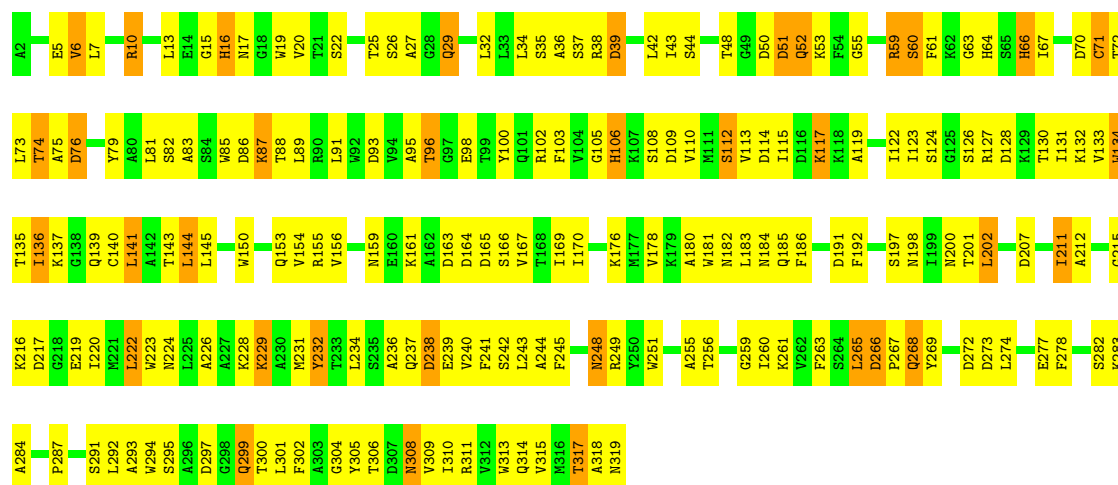 A2 E5 V6 L7 R10 L13 E14 G15 H16 N17 G18 W19 V20 T21 S22 T25 S26 A27 G28 Q29 L32 L33 L34 S35 A36 S37 R38 D39 L42 I43 S44 T48 G49 D50 D51 Q52 K53 F54 G55 R59 S60 F61 K62 G63 H64 S65 H66 I67 D70 C71 T72
L73 T74 A75 D76 Y79 A80 L81 S82 A83 S84 W85 D86 K87 T88 L89 R90 L91 W92 D93 V94 A95 T96 G97 E98 T99 Y100 Q101 R102 F103 V104 G105 H106 K107 S108 D109 V110 M111 S112 V113 D114 I115 D116 K117 K118 A119 I122 I123 S124 G125 S126 R127 D128 K129 T130 I131 K132 V133 W134
T135 I136 K137 G138 Q139 C140 L141 A142 T143 L144 L145 W150 Q153 V154 R155 V156 N159 E160 K161 A162 D163 D164 D165 S166 V167 T168 I169 I170 K176 M177 V178 K179 A180 W181 N182 L183 N184 Q185 F186 D191 F192 S197 N198 I199 N200 T201 L202 D207 I211 A212 G215
K216 D217 G218 E219 I220 M221 L222 W223 N224 L225 A226 A227 K228 K229 A230 M231 Y232 T233 L234 S235 A236 Q237 D238 E239 V240 F241 S242 L243 A244 F245 N248 R249 Y250 W251 A255 T256 G259 I260 K261 V262 F263 S264 L265 D266 P267 Q268 Y269 D272 D273 L274 E277 F278 S282 K283
A284 P287 S291 L292 A293 W294 S295 A296 D297 G298 Q299 T300 L301 F302 A303 G304 Y305 T306 D307 N308 V309 I310 R311 V312 W313 Q314 V315 M316 T317 A318 N319